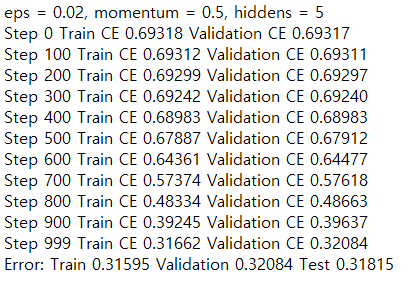 eps = 0.02, momentum = 0.5, hiddens = 5
Step 0 Train CE 0.69318 Validation CE 0.69317
Step 100 Train CE 0.69312 Validation CE 0.69311
Step 200 Train CE 0.69299 Validation CE 0.69297
Step 300 Train CE 0.69242 Validation CE 0.69240
Step 400 Train CE 0.68983 Validation CE 0.68983
Step 500 Train CE 0.67887 Validation CE 0.67912
Step 600 Train CE 0.64361 Validation CE 0.64477
Step 700 Train CE 0.57374 Validation CE 0.57618
Step 800 Train CE 0.48334 Validation CE 0.48663
Step 900 Train CE 0.39245 Validation CE 0.39637
Step 999 Train CE 0.31662 Validation CE 0.32084
Error: Train 0.31595 Validation 0.32084 Test 0.31815